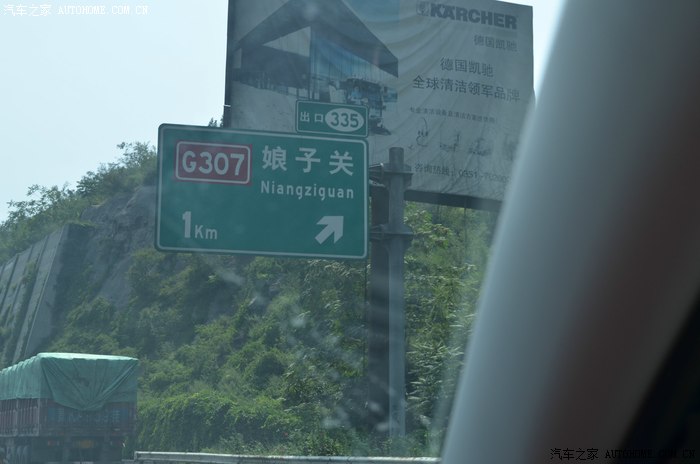 汽车之家 AUTOHOME.COM.CN
KÄRCHER
德国凯驰
德国凯驰
全球清洁领军品牌
出口 335
G307 娘子关
Niangziguan
1Km
汽车之家 AUTOHOME.COM.CN